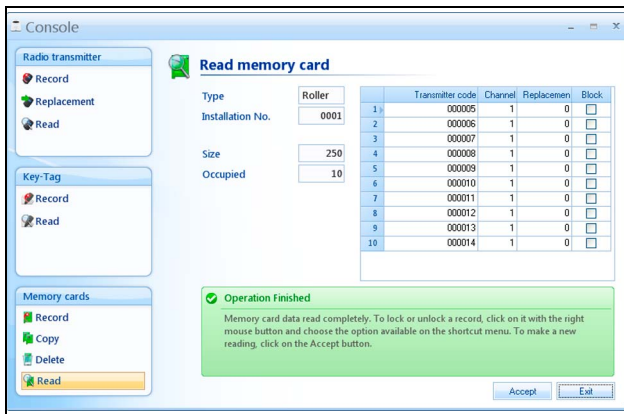 Console
Radio transmitter
Record
Replacement
Read
Key-Tag
Record
Read
Memory cards
Record
Copy
Delete
Read
Read memory card
Type Roller
Installation No. 0001
Size 250
Occupied 10
Transmitter code Channel Replacemen Block
1 000005 1 0
2 000006 1 0
3 000007 1 0
4 000008 1 0
5 000009 1 0
6 000010 1 0
7 000011 1 0
8 000012 1 0
9 000013 1 0
10 000014 1 0
Operation Finished
Memory card data read completely. To lock or unlock a record, click on it with the right
mouse button and choose the option available on the shortcut menu. To make a new
reading, click on the Accept button.
Accept Exit